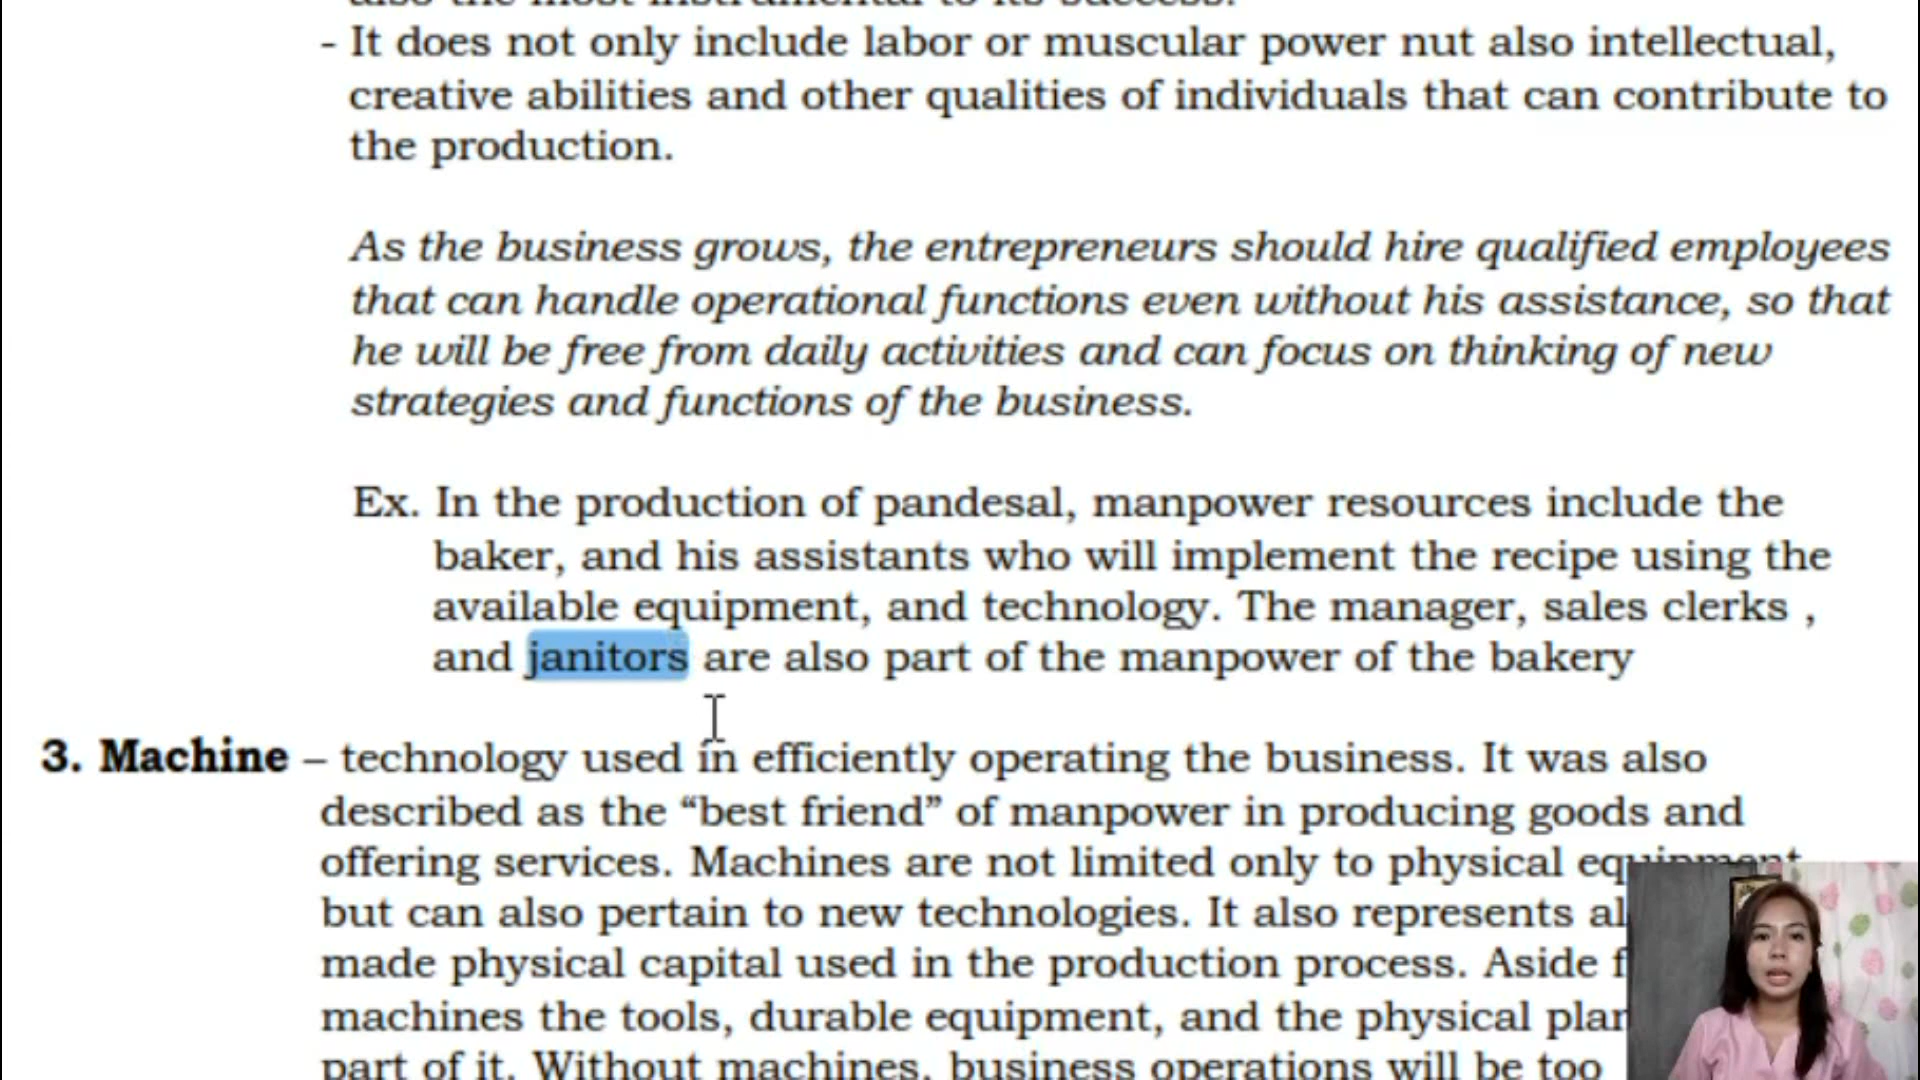 also the most instrumental to its success.
- It does not only include labor or muscular power nut also intellectual,
creative abilities and other qualities of individuals that can contribute to
the production.
As the business grows, the entrepreneurs should hire qualified employees
that can handle operational functions even without his assistance, so that
he will be free from daily activities and can focus on thinking of new
strategies and functions of the business.
Ex. In the production of pandesal, manpower resources include the
baker, and his assistants who will implement the recipe using the
available equipment, and technology. The manager, sales clerks ,
and janitors are also part of the manpower of the bakery
3. Machine – technology used in efficiently operating the business. It was also
described as the “best friend” of manpower in producing goods and
offering services. Machines are not limited only to physical equipment
but can also pertain to new technologies. It also represents
made physical capital used in the production process. Aside
machines the tools, durable equipment, and the physical
part of it. Without machines, business operations will be too